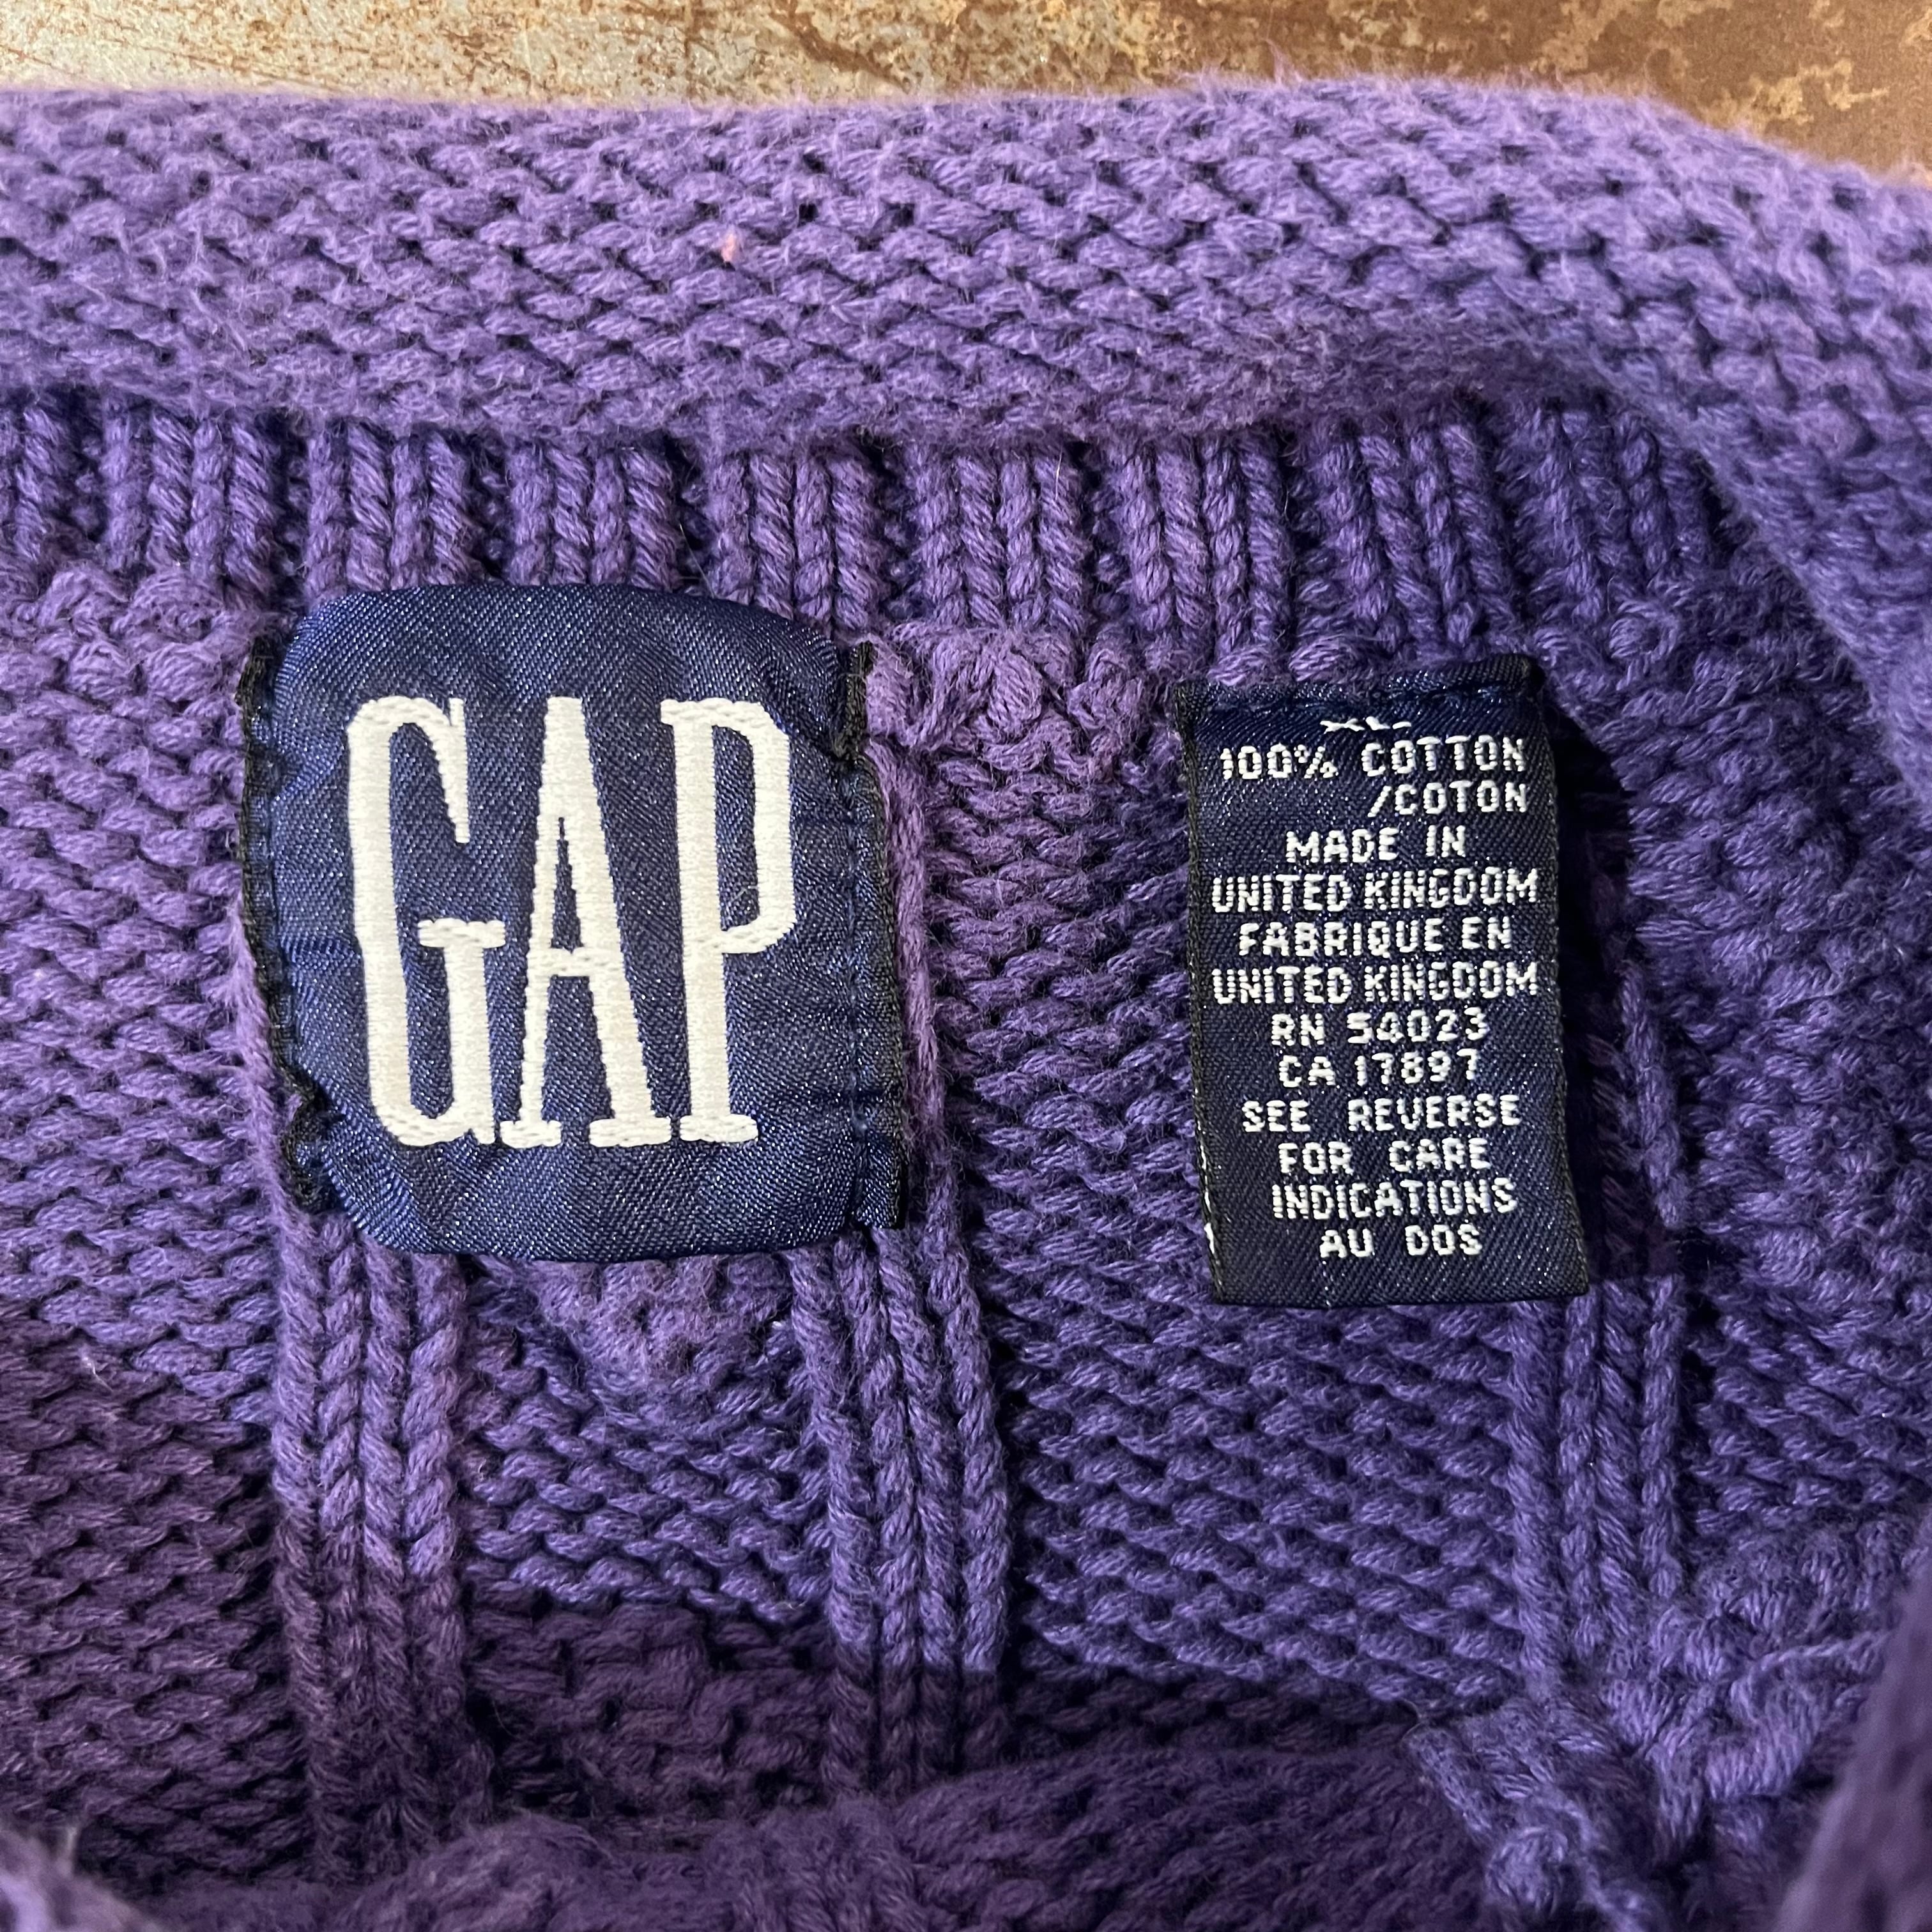 GAP
XL
100% COTTON
/COTON
MADE IN
UNITED KINGDOM
FABRIQUE EN
UNITED KINGDOM
RN 54023
CA 17897
SEE REVERSE
FOR CARE
INDICATIONS
AU DOS